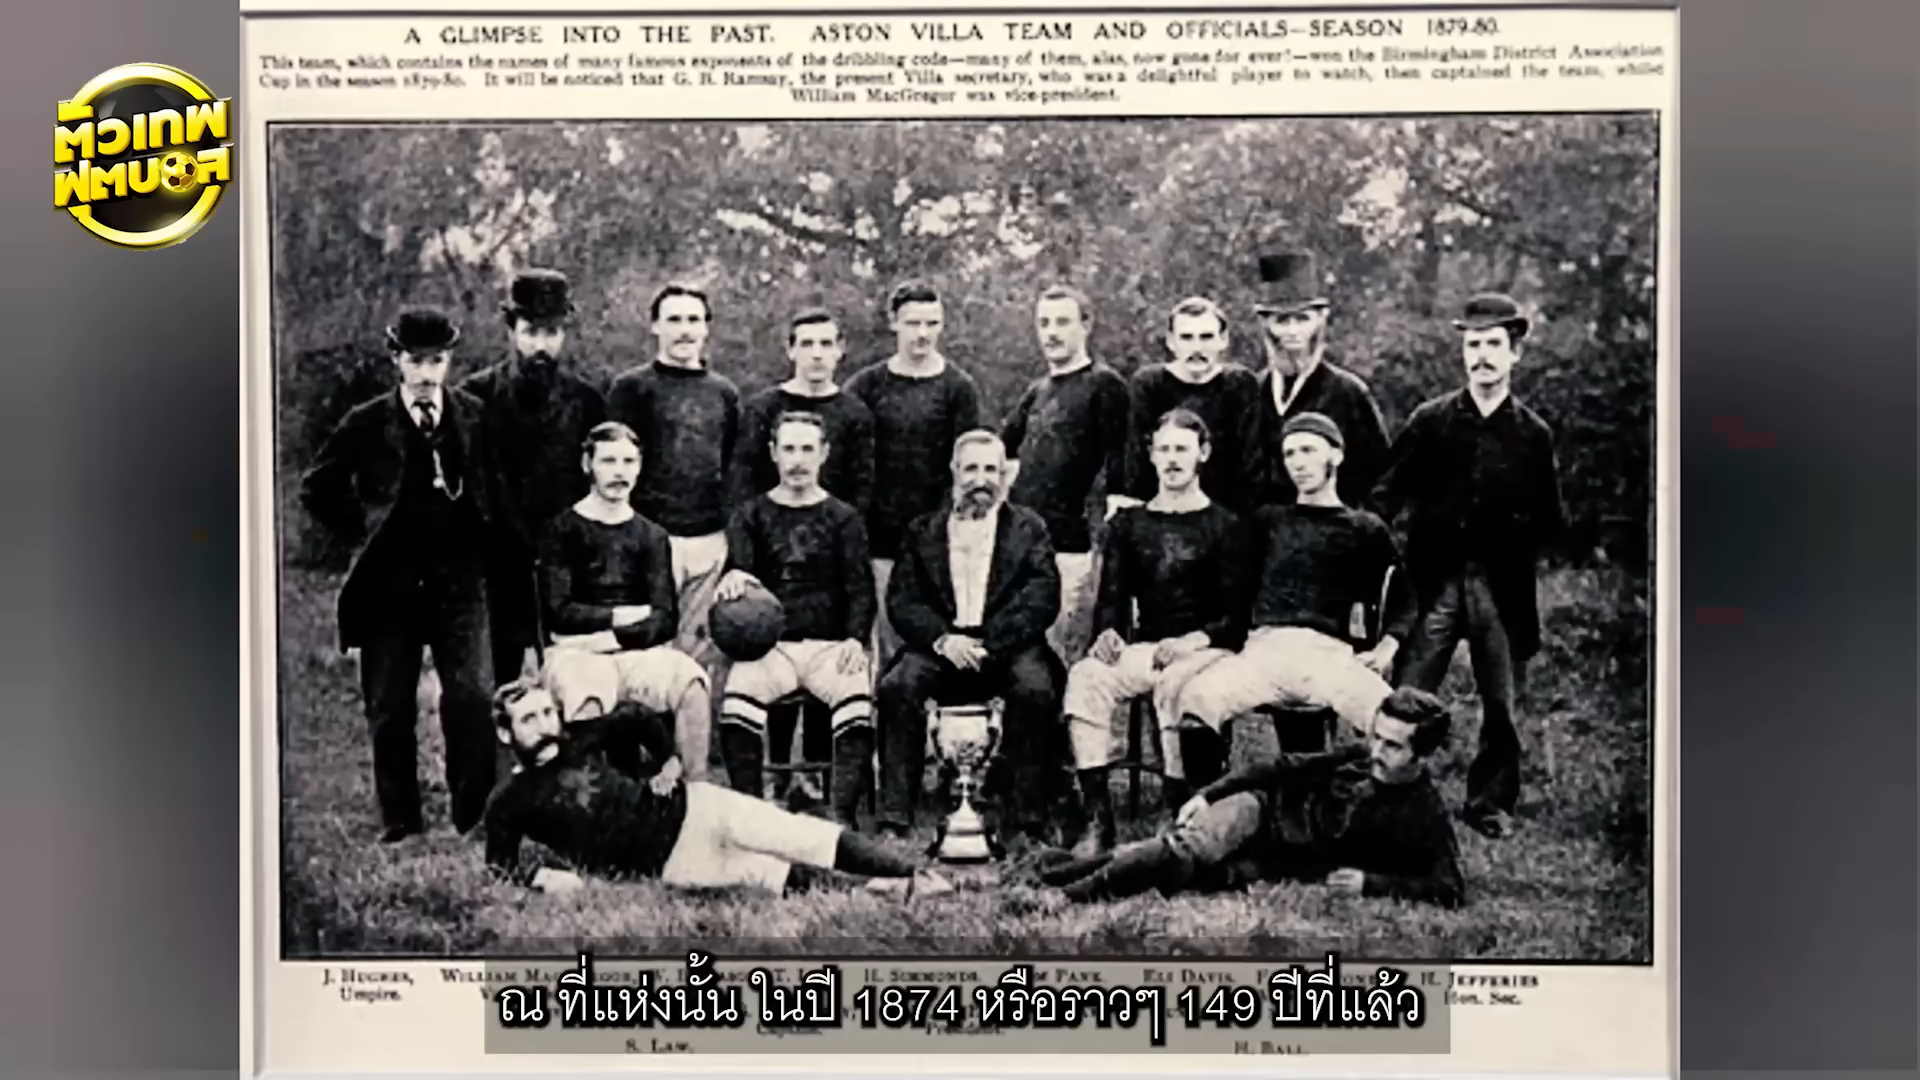 A GLIMPSE INTO THE PAST. ASTON VILLA TEAM AND OFFICIALS—SEASON 1879-80.
This team, which contains the names of many famous exponents of the dribbling code—many of them, alas, now gone for ever!—won the Birmingham District Association
Cup in the season 1879-80. It will be noticed that G. B. Ramsay, the present Villa secretary, who was a delightful player to watch, then captained the team, whilst
William MacGregor was vice-president.
ตัวเทพ
ฟุตบอล
J. HUGHES, WILLIAM H. SIMMONDS, ELI DAVIS, H. JEFFERIES
Umpire. Hon. Sec.
ณ ที่แห่งนั้น ในปี 1874 หรือราวๆ 149 ปีที่แล้ว
S. LAW. H. BALL.